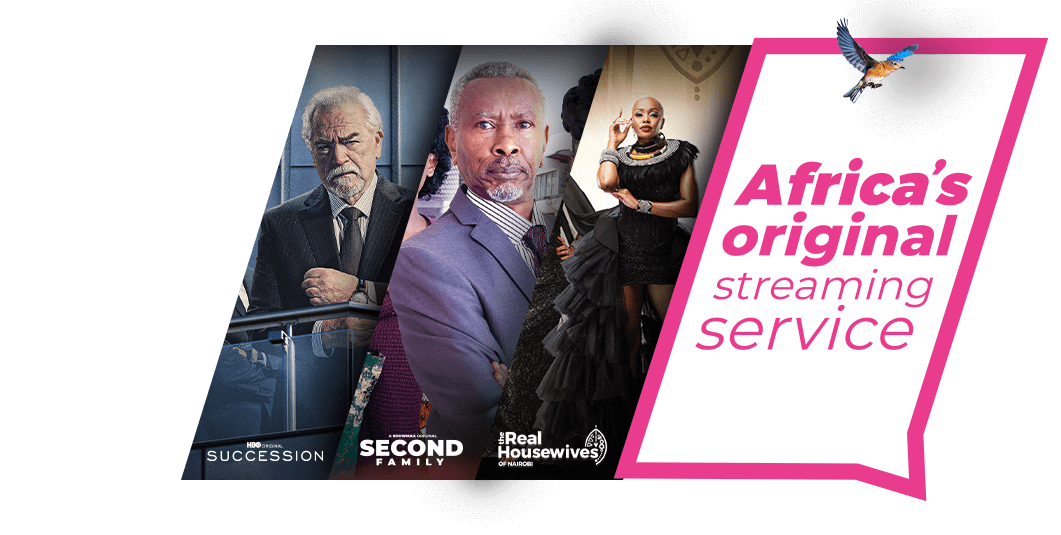 HBO ORIGINAL
SUCCESSION
A SHOWMAX ORIGINAL
SECOND
FAMILY
the Real
Housewives
OF NAIROBI
Africa's
original
streaming
service